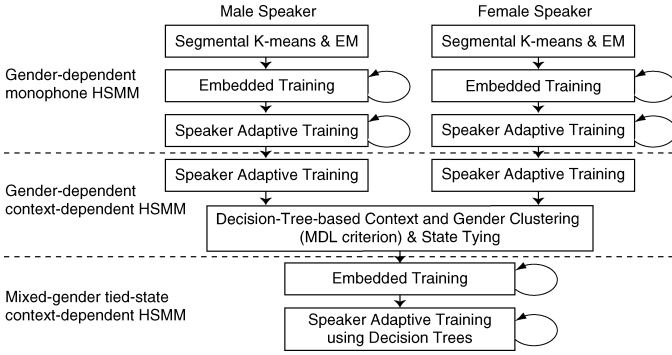 Male Speaker
Female Speaker
Segmental K-means & EM
Segmental K-means & EM
Gender-dependent
monophone HSMM
Embedded Training
Embedded Training
Speaker Adaptive Training
Speaker Adaptive Training
Gender-dependent
context-dependent HSMM
Speaker Adaptive Training
Speaker Adaptive Training
Decision-Tree-based Context and Gender Clustering
(MDL criterion) & State Tying
Mixed-gender tied-state
context-dependent HSMM
Embedded Training
Speaker Adaptive Training
using Decision Trees